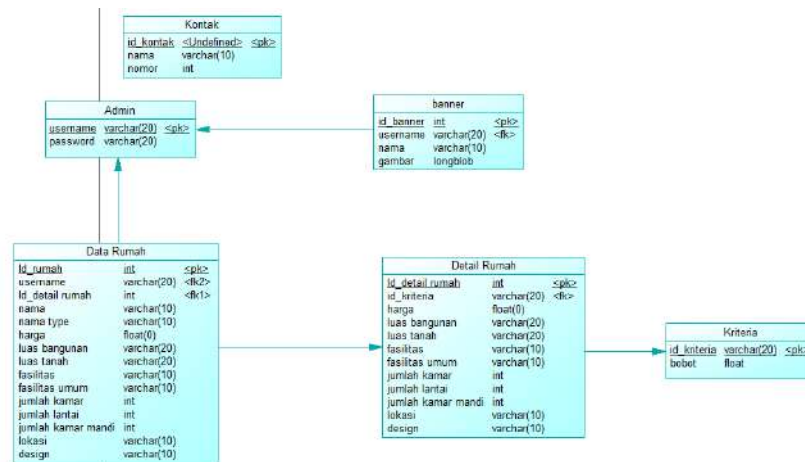 Kontak
id_kontak <Undefined> <pk>
nama varchar(10)
nomor int
Admin
username varchar(20) <pk>
password varchar(20)
banner
id_banner int <pk>
username varchar(20) <fk>
nama varchar(10)
gambar longblob
Data Rumah
Id_rumah int <pk>
username varchar(20) <fk2>
Id_detail rumah int <fk1>
nama varchar(10)
nama type varchar(10)
harga float(0)
luas bangunan varchar(20)
luas tanah varchar(20)
fasilitas varchar(10)
fasilitas umum varchar(10)
jumlah kamar int
jumlah lantai int
jumlah kamar mandi int
lokasi varchar(10)
design varchar(10)
Detail Rumah
Id_detail rumah int <pk>
id_kriteria varchar(20) <fk>
harga float(0)
luas bangunan varchar(20)
luas tanah varchar(20)
fasilitas varchar(10)
fasilitas umum varchar(10)
jumlah kamar int
jumlah lantai int
jumlah kamar mandi int
lokasi varchar(10)
design varchar(10)
Kriteria
id_kriteria varchar(20) <pk>
bobot float